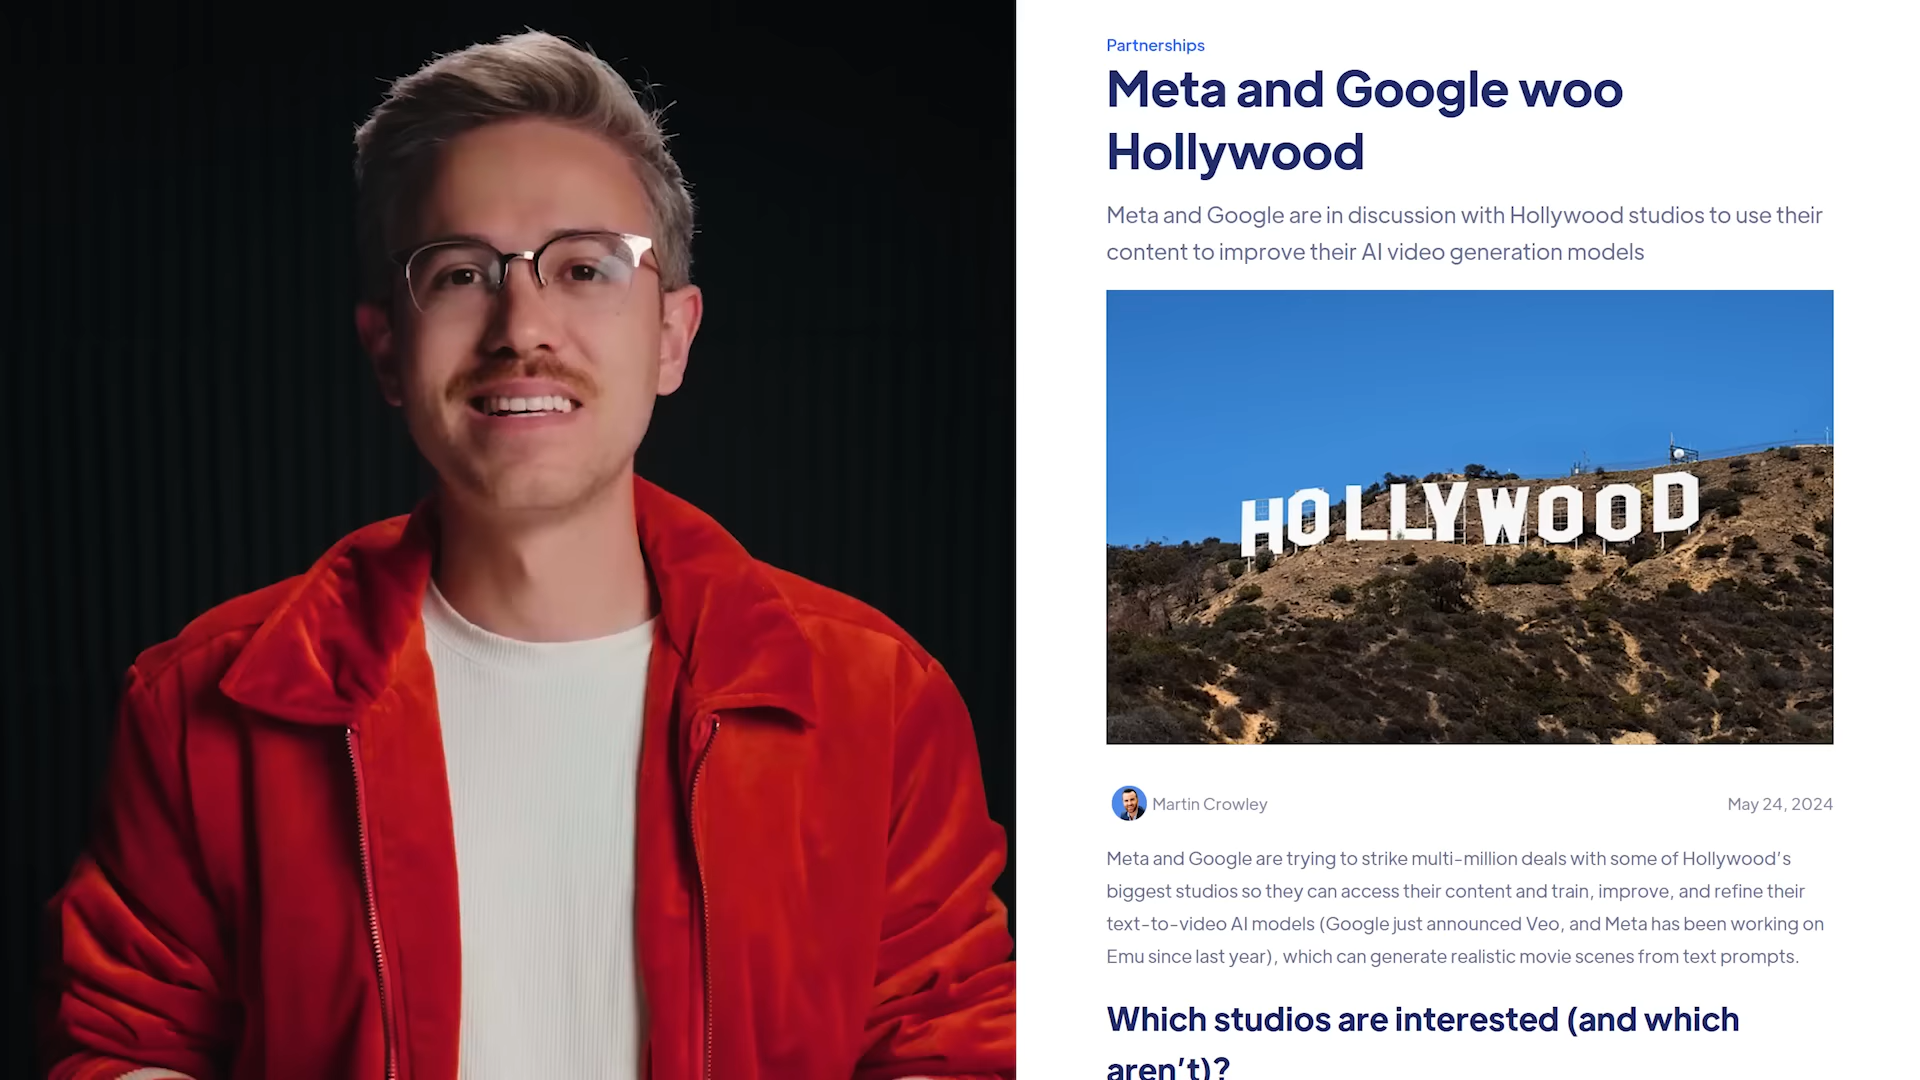 Partnerships
Meta and Google woo
Hollywood
Meta and Google are in discussion with Hollywood studios to use their
content to improve their AI video generation models
HOLLYWOOD
Martin Crowley
May 24, 2024
Meta and Google are trying to strike multi-million deals with some of Hollywood's
biggest studios so they can access their content and train, improve, and refine their
text-to-video AI models (Google just announced Veo, and Meta has been working on
Emu since last year), which can generate realistic movie scenes from text prompts.
Which studios are interested (and which
aren't)?